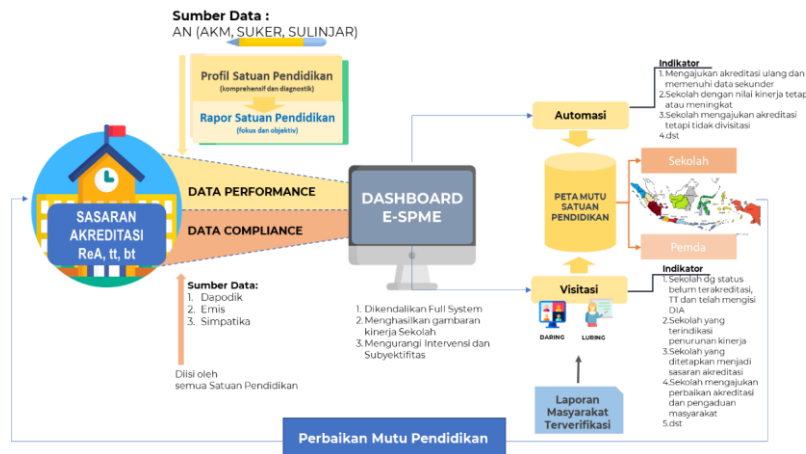 Sumber Data :
AN (AKM, SUKER, SULINJAR)
Profil Satuan Pendidikan
(komprehensif dan diagnostik)
Rapor Satuan Pendidikan
(fokus dan objektiv)
SASARAN
AKREDITASI
ReA, tt, bt
DATA PERFORMANCE
DATA COMPLIANCE
Sumber Data:
1. Dapodik
2. Emis
3. Simpatika
Diisi oleh
semua Satuan Pendidikan
DASHBOARD
E-SPME
1. Dikendalikan Full System
2. Menghasilkan gambaran
kinerja Sekolah
3. Mengurangi Intervensi dan
Subyektifitas
Automasi
PETA MUTU
SATUAN
PENDIDIKAN
Visitasi
DARING
LURING
Laporan
Masyarakat
Terverifikasi
Indikator
1. Mengajukan akreditasi ulang dan
memenuhi data sekunder
2. Sekolah dengan nilai kinerja tetap
atau meningkat
3. Sekolah mengajukan akreditasi
tetapi tidak divisitasi
4. dst
Sekolah
Pemda
Indikator
1. Sekolah dg status
belum terakreditasi,
TT dan telah mengisi
DIA
2. Sekolah yang
terindikasi
penurunan kinerja
3. Sekolah yang
ditetapkan menjadi
sasaran akreditasi
4. Sekolah mengajukan
perbaikan akreditasi
dan pengaduan
masyarakat
5. dst
Perbaikan Mutu Pendidikan